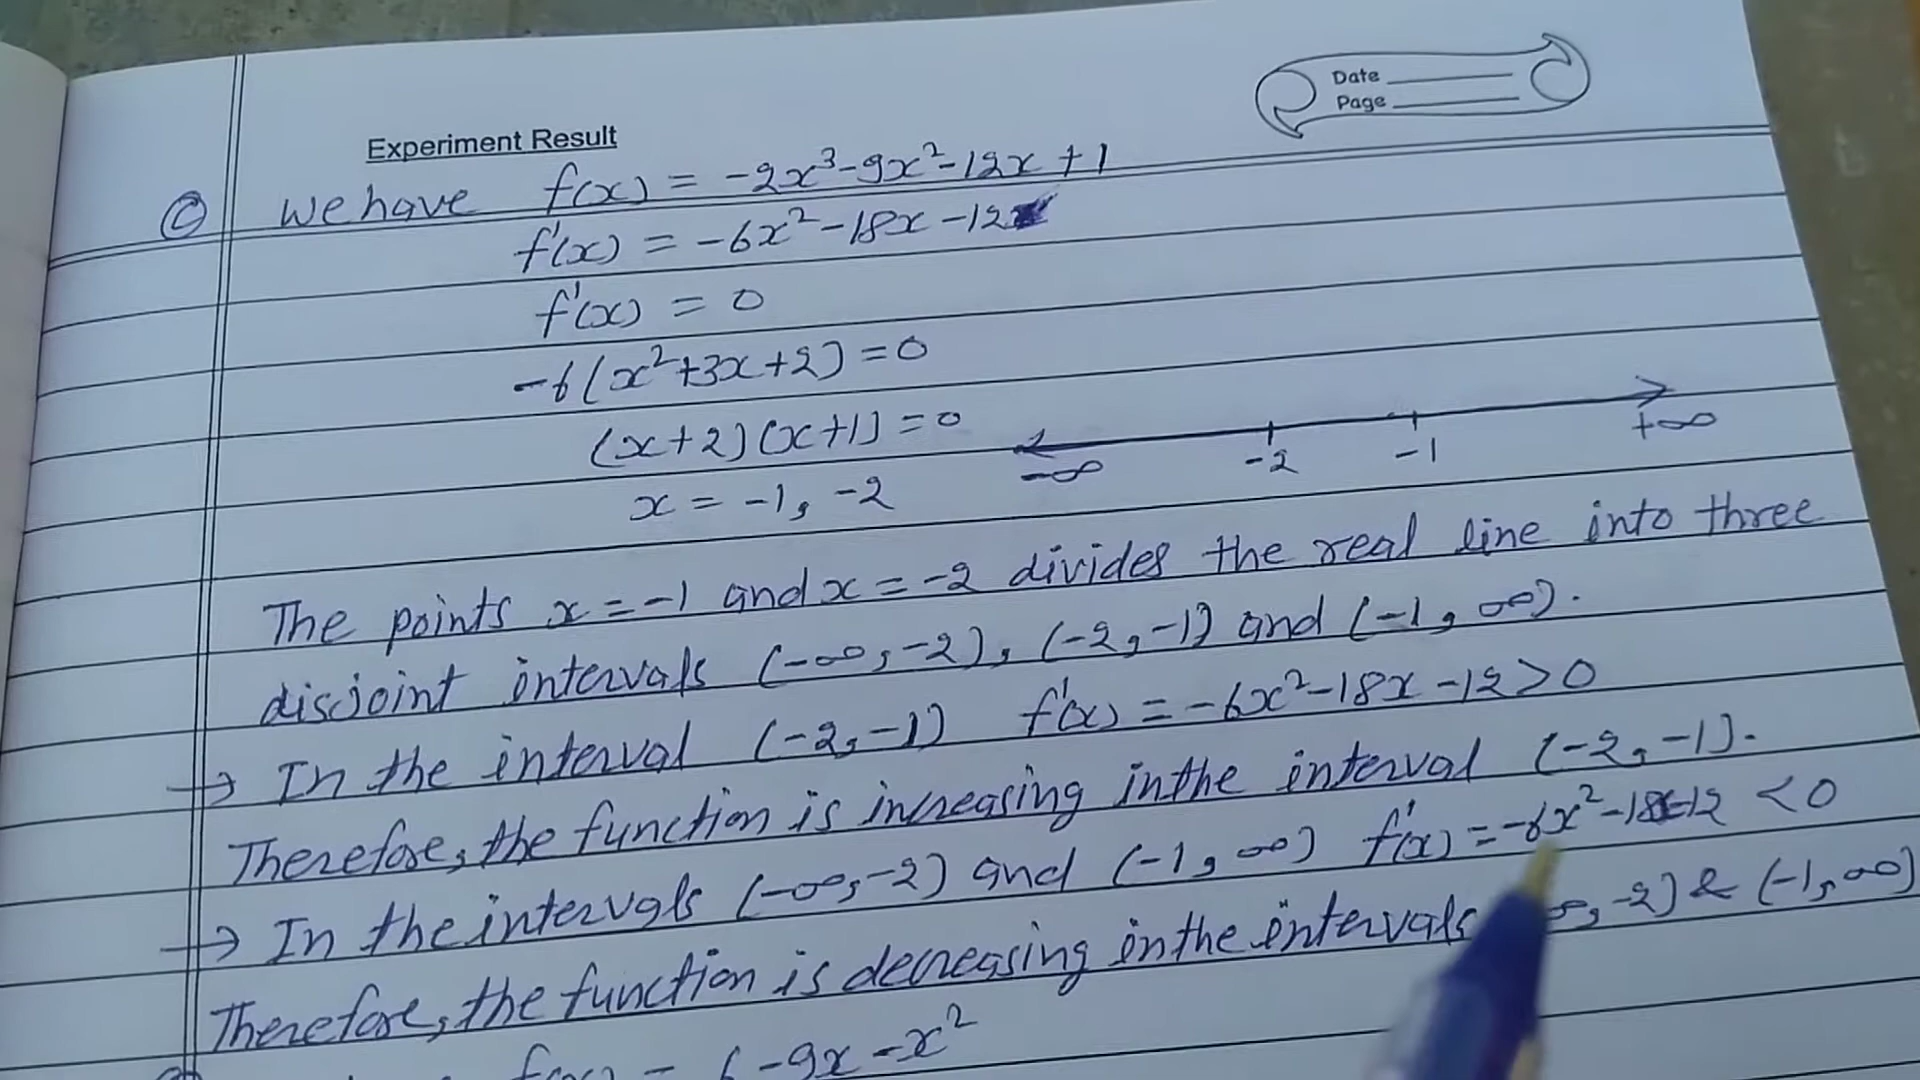 Date
Page
Experiment Result
(c) We have f(x) = -2x³-9x²-12x+1
f'(x) = -6x²-18x-12
f'(x) = 0
-6(x²+3x+2)=0
(x+2)(x+1)=0
-∞ -2 -1 +∞
x = -1, -2
The points x=-1 and x=-2 divides the real line into three
disjoint intervals (-∞,-2), (-2,-1) and (-1,∞).
→ In the interval (-2,-1) f'(x) = -6x²-18x-12>0
Therefore, the function is increasing in the interval (-2,-1).
→ In the intervals (-∞,-2) and (-1,∞) f'(x)=-6x²-18x-12 <0
Therefore, the function is decreasing in the intervals ∞,-2) & (-1,∞)
6-9x-x²